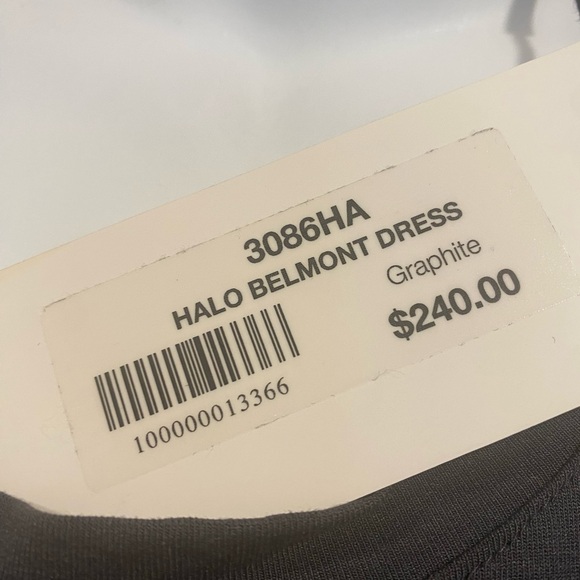 3086HA
HALO BELMONT DRESS
Graphite
$240.00
100000013366